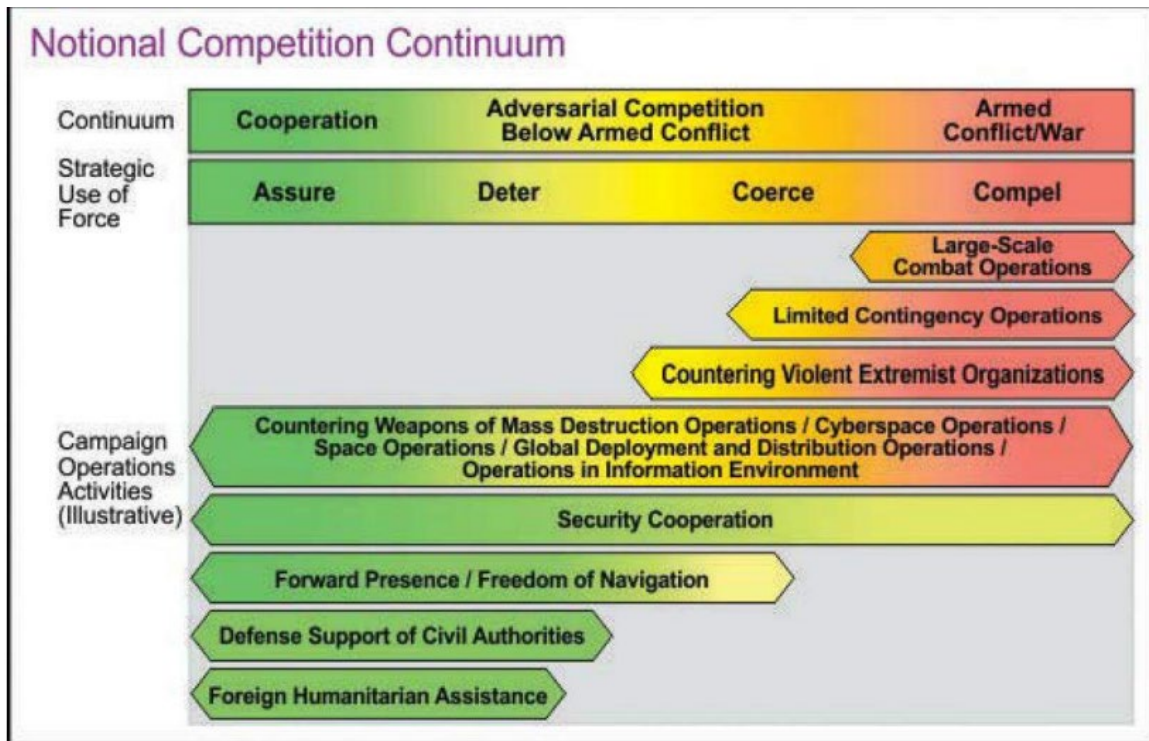 Notional Competition Continuum
Continuum
Cooperation
Adversarial Competition
Below Armed Conflict
Armed
Conflict/War
Strategic
Use of
Force
Assure
Deter
Coerce
Compel
Large-Scale
Combat Operations
Limited Contingency Operations
Countering Violent Extremist Organizations
Campaign
Operations
Activities
(Illustrative)
Countering Weapons of Mass Destruction Operations / Cyberspace Operations /
Space Operations / Global Deployment and Distribution Operations /
Operations in Information Environment
Security Cooperation
Forward Presence / Freedom of Navigation
Defense Support of Civil Authorities
Foreign Humanitarian Assistance